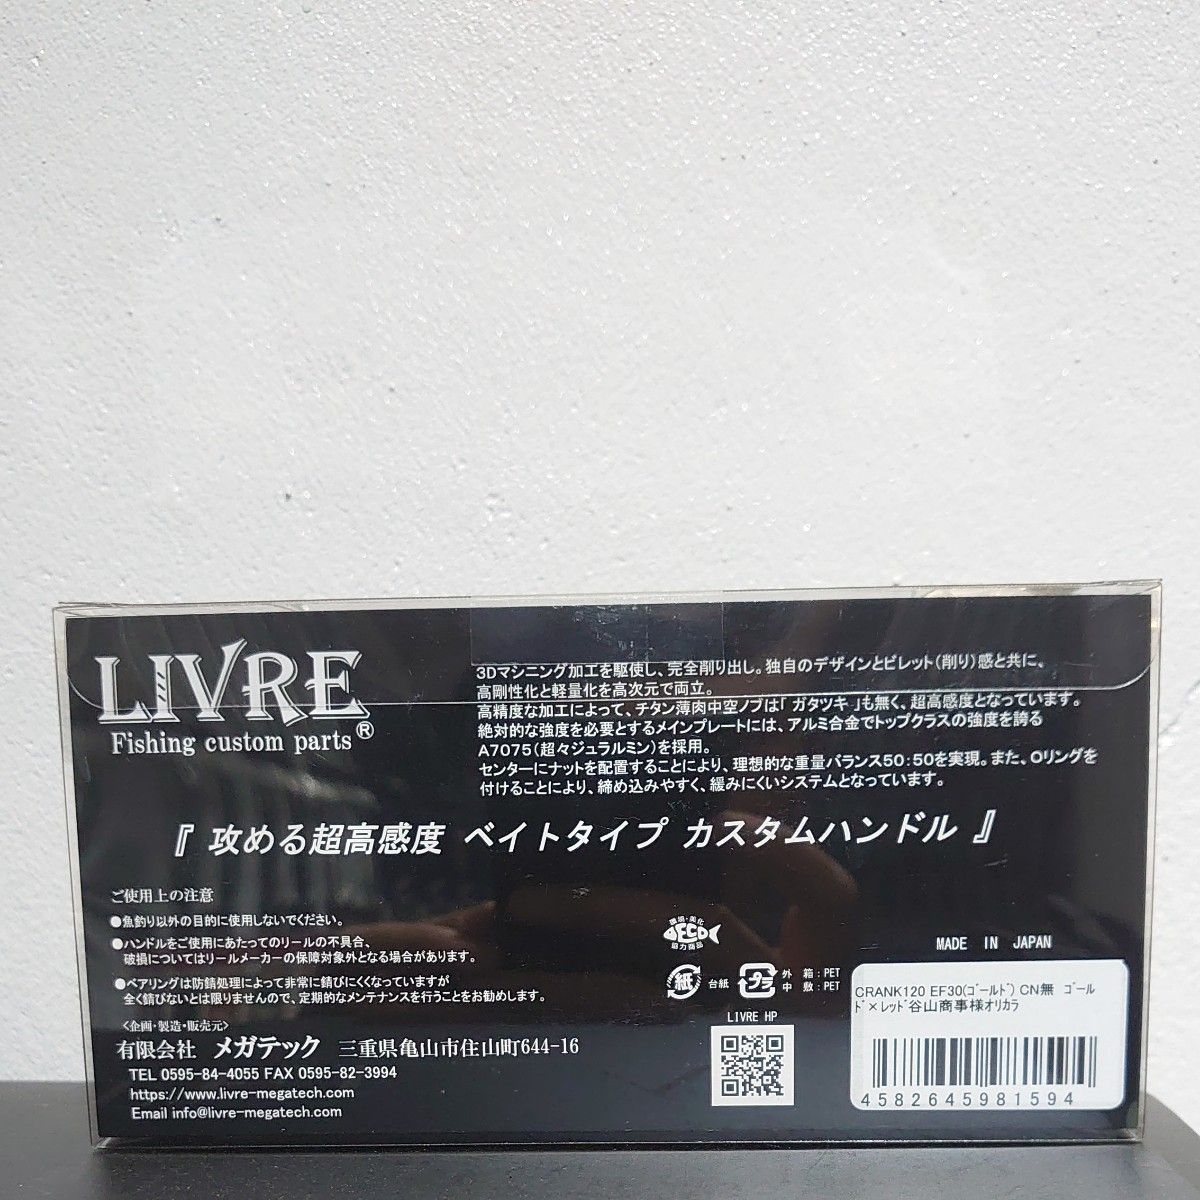 LIVRE
Fishing custom parts®
3Dマシニング加工を駆使し、完全削り出し。独自のデザインとビレット(削り)感と共に、
高剛性化と軽量化を高次元で両立。
高精度な加工によって、チタン薄肉中空ノブは「ガタツキ」も無く、超高感度となっています。
絶対的な強度を必要とするメインプレートには、アルミ合金でトップクラスの強度を誇る
A7075(超々ジュラルミン)を採用。
センターにナットを配置することにより、理想的な重量バランス50:50を実現。また、Oリングを
付けることにより、締め込みやすく、緩みにくいシステムとなっています。
『 攻める超高感度 ベイトタイプ カスタムハンドル 』
ご使用上の注意
●魚釣り以外の目的に使用しないでください。
●ハンドルをご使用にあたってのリールの不具合、
破損についてはリールメーカーの保障対象外となる場合があります。
●ベアリングは防錆処理によって非常に錆びにくくなっていますが
全く錆びないとは限りませんので、定期的なメンテナンスを行うことをお勧めします。
<企画・製造・販売元>
有限会社 メガテック 三重県亀山市住山町644-16
TEL 0595-84-4055 FAX 0595-82-3994
https://www.livre-megatech.com
Email info@livre-megatech.com
環境・美化
ECO
協力商品
紙 台紙
プラ 外 箱:PET
中 敷:PET
LIVRE HP
MADE IN JAPAN
CRANK120 EF30(ｺﾞｰﾙﾄﾞ) CN無 ｺﾞｰﾙ
ﾄﾞ×ﾚｯﾄﾞ谷山商事様オリカラ
4582645981594